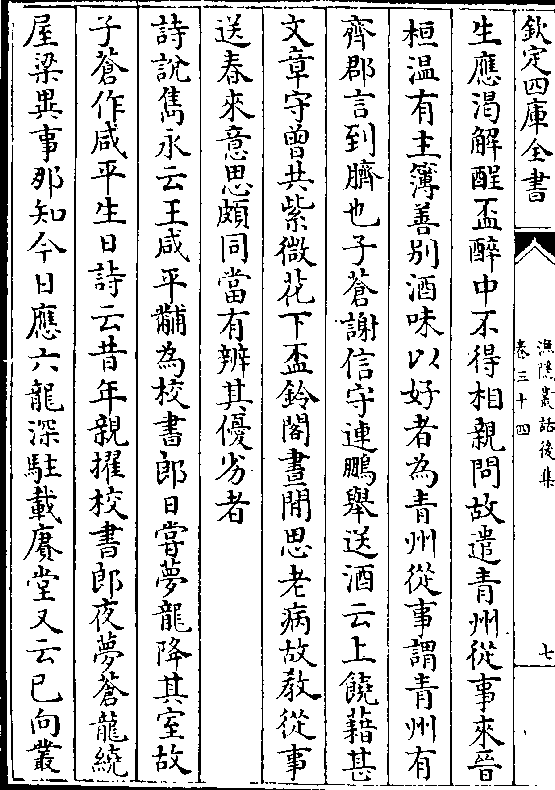 欽定四庫全書
漁隱叢話後集
卷三十四
七
生應渴解醒盃醉中不得相親問故遣青州從事來晉
桓温有主簿善别酒味以好者為青州從事謂青州有
齊郡言到臍也子蒼謝信守連鵬舉送酒云上饒藉甚
文章守曾共紫微花下盃鈴閣晝閒思老病故教從事
送春來意思頗同當有辨其優劣者
詩說雋永云王咸平黼為校書郎日嘗夢龍降其室故
子蒼作咸平生日詩云昔年親擢校書郎夜夢蒼龍繞
屋梁異事那知今日應六龍深駐載賡堂又云已向叢